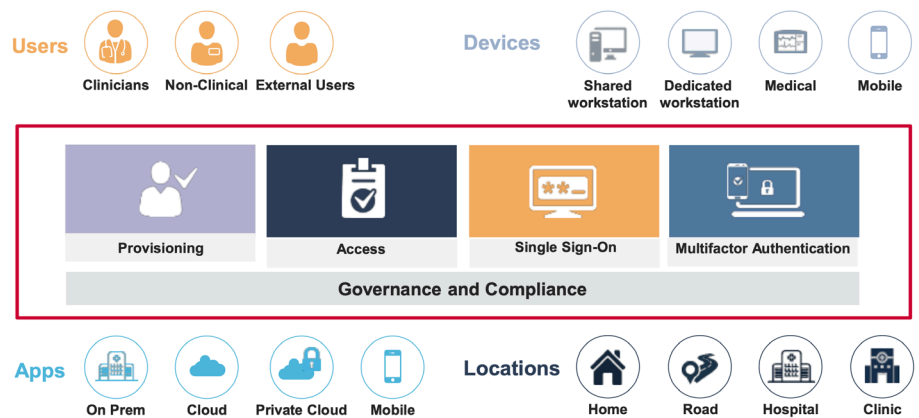 Users
Clinicians
Non-Clinical
External Users
Devices
Shared
workstation
Dedicated
workstation
Medical
Mobile
**_
Provisioning
Access
Single Sign-On
Multifactor Authentication
Governance and Compliance
Apps
On Prem
Cloud
Private Cloud
Mobile
Locations
Home
Road
Hospital
Clinic